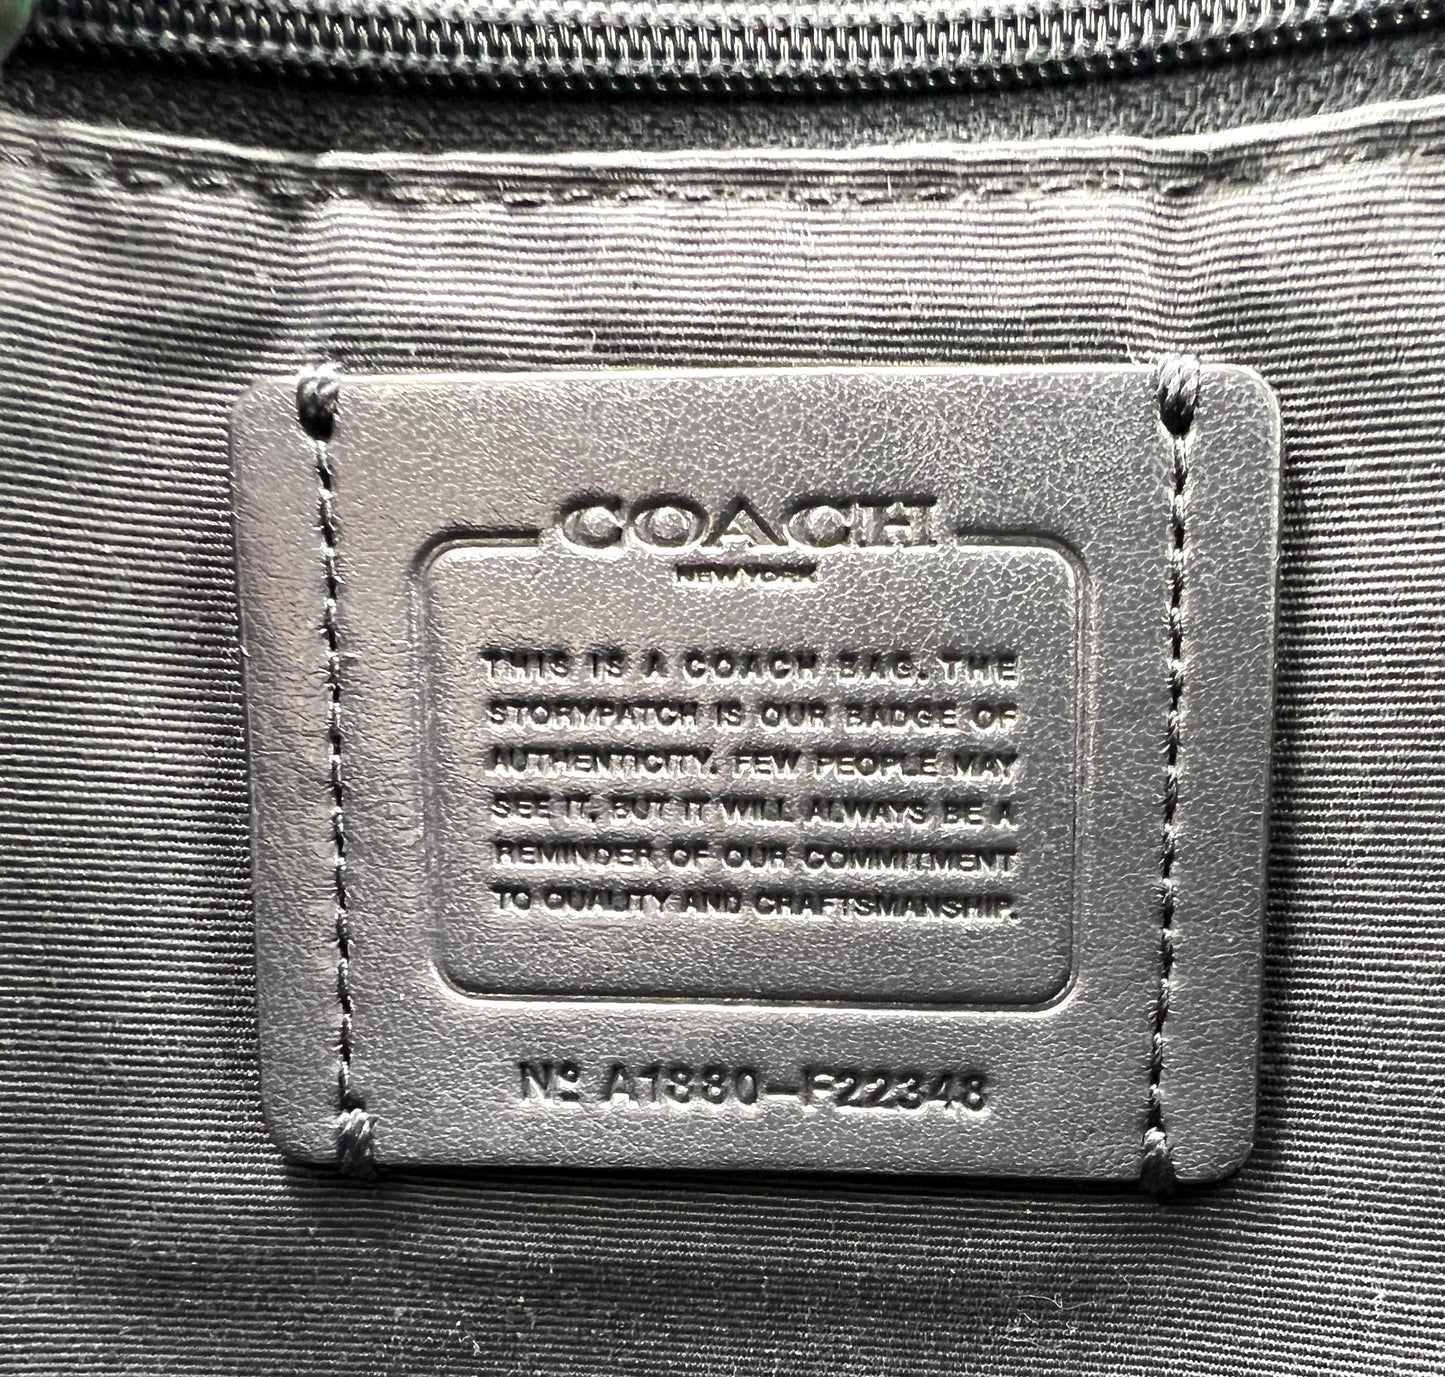 COACH
NEW YORK
THIS IS A COACH BAG. THE
STORYPATCH IS OUR BADGE OF
AUTHENTICITY. FEW PEOPLE MAY
SEE IT, BUT IT WILL ALWAYS BE A
REMINDER OF OUR COMMITMENT
TO QUALITY AND CRAFTSMANSHIP.
Nº A1880-F22348